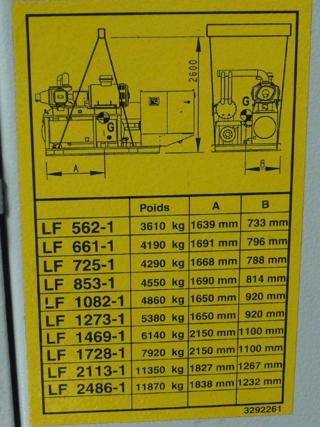 2600
G
G
A
B
Poids A B
LF 562-1 3610 kg 1639 mm 733 mm
LF 661-1 4190 kg 1691 mm 796 mm
LF 725-1 4290 kg 1668 mm 788 mm
LF 853-1 4550 kg 1690 mm 814 mm
LF 1082-1 4860 kg 1650 mm 920 mm
LF 1273-1 5380 kg 1650 mm 920 mm
LF 1469-1 6140 kg 2150 mm 1100 mm
LF 1728-1 7920 kg 2150 mm 1100 mm
LF 2113-1 11350 kg 1827 mm 1267 mm
LF 2486-1 11870 kg 1838 mm 1232 mm
3292261